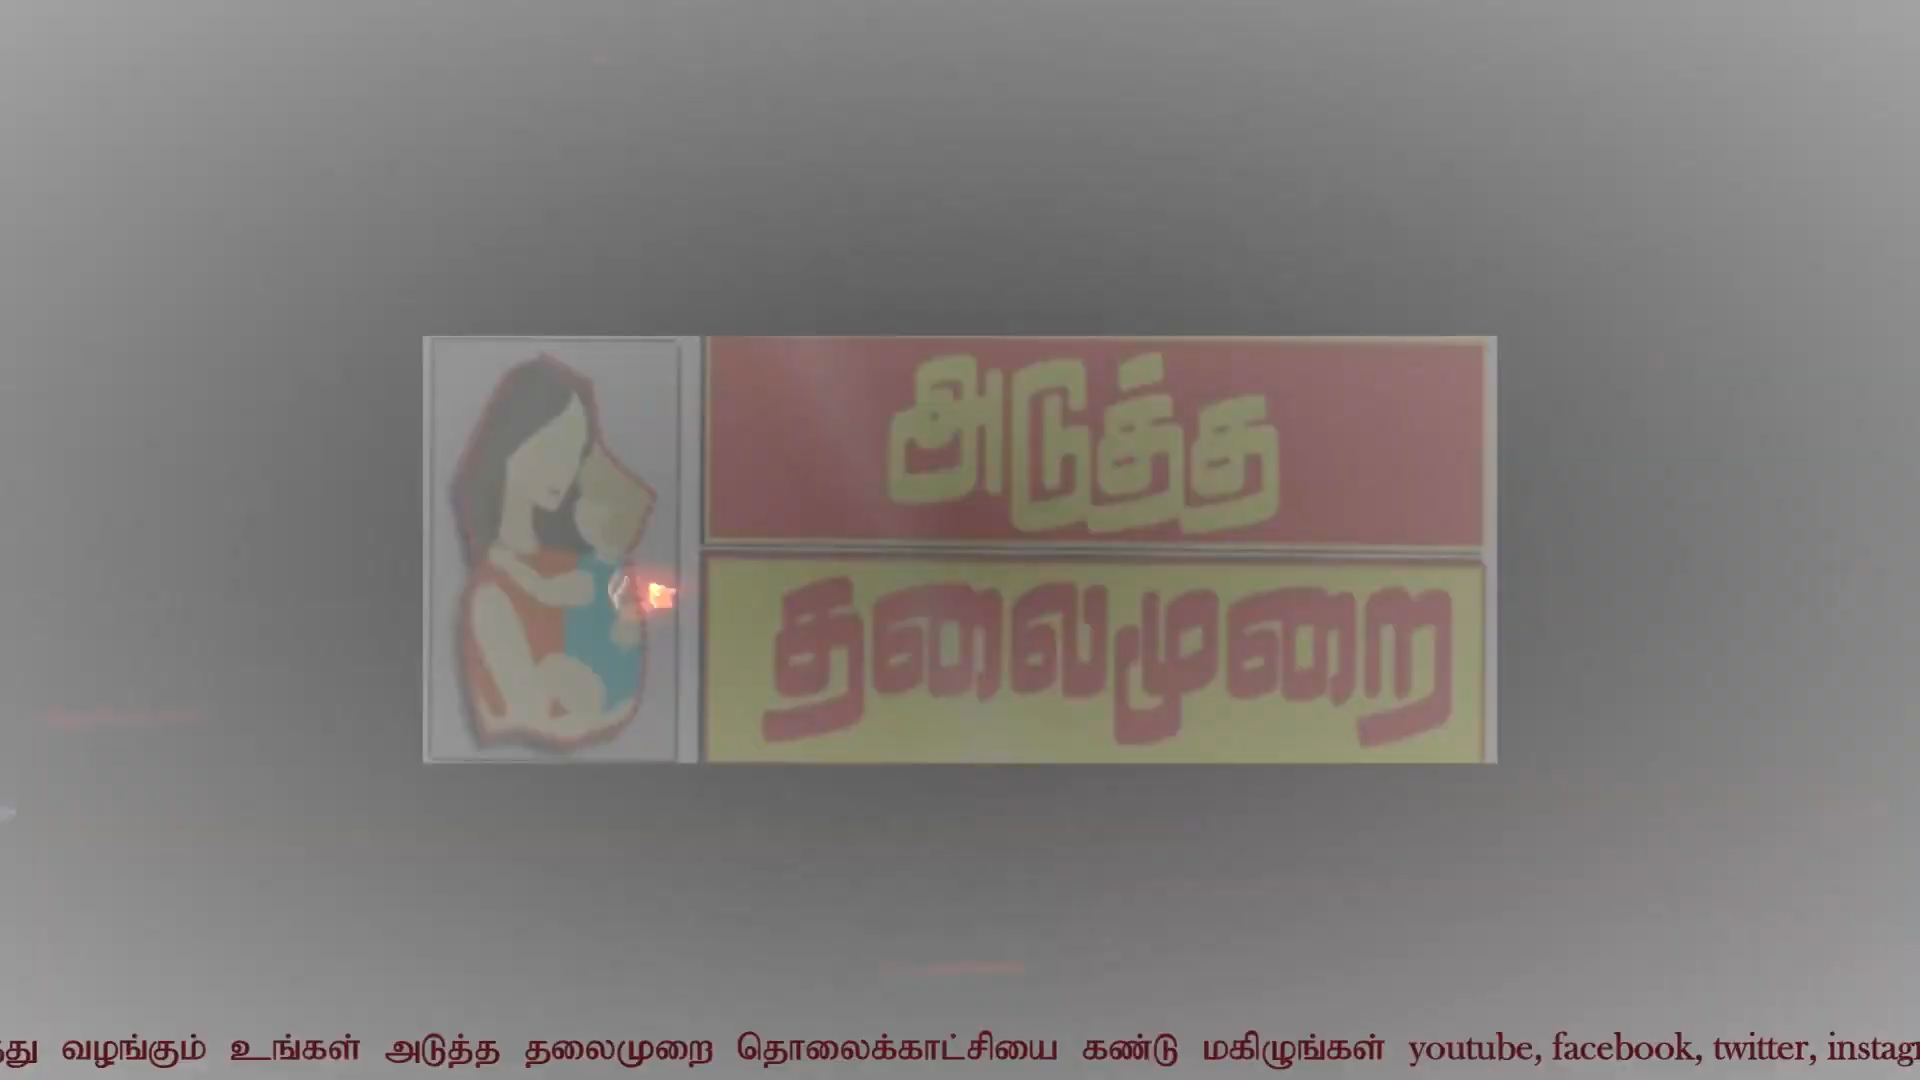 அடுத்த
தலைமுறை
வழங்கும் உங்கள் அடுத்த தலைமுறை தொலைக்காட்சியை கண்டு மகிழுங்கள் youtube, facebook, twitter,